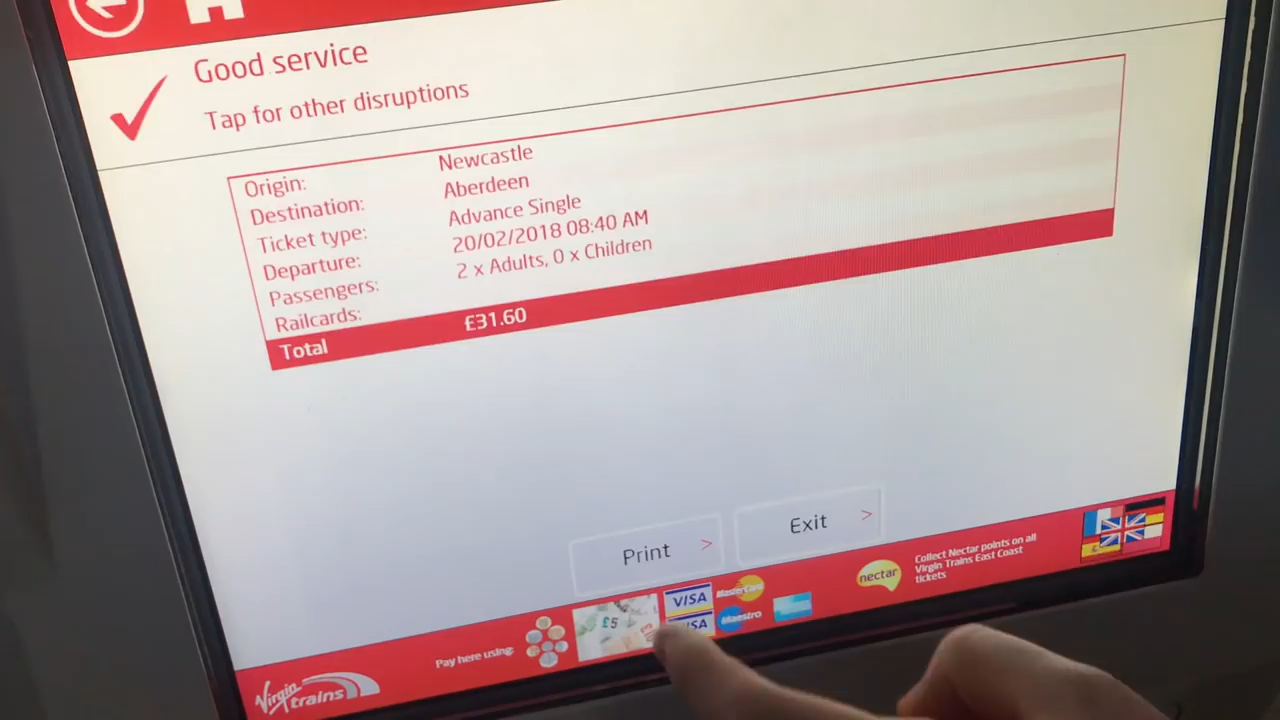 Good service
Tap for other disruptions
Origin: Newcastle
Destination: Aberdeen
Ticket type: Advance Single
Departure: 20/02/2018 08:40 AM
Passengers: 2 x Adults, 0 x Children
Railcards:
Total £31.60
Print >
Exit >
Pay here using:
£5
VISA
MasterCard
VISA
Maestro
nectar
Collect Nectar points on all
Virgin Trains East Coast
tickets
Virgin trains